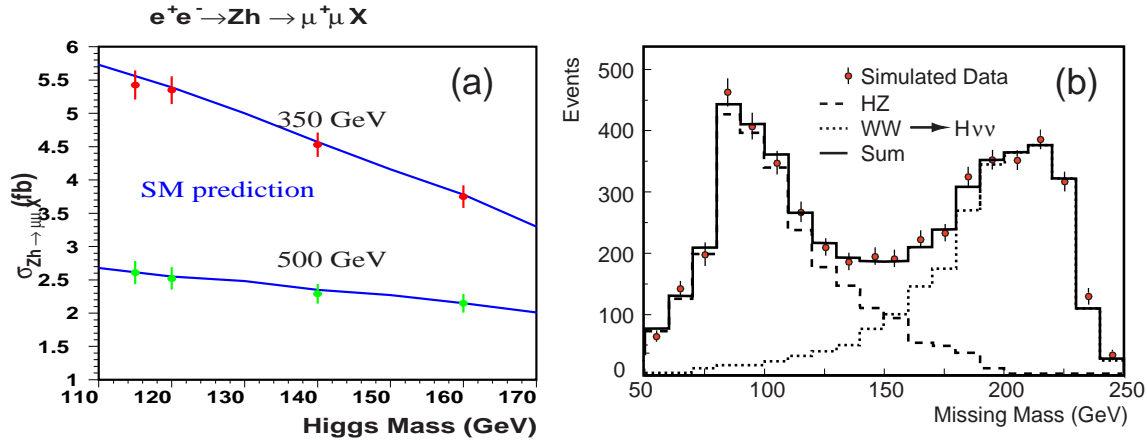 e⁺e⁻→Zh → μ⁺μ X
(a)
6
5.5
5
4.5
4
3.5
3
2.5
2
1.5
1
σZh → μμ X (fb)
350 GeV
SM prediction
500 GeV
110 120 130 140 150 160 170
Higgs Mass (GeV)
(b)
Events
500
400
300
200
100
0
Simulated Data
HZ
WW → Hνν
Sum
50 100 150 200 250
Missing Mass (GeV)